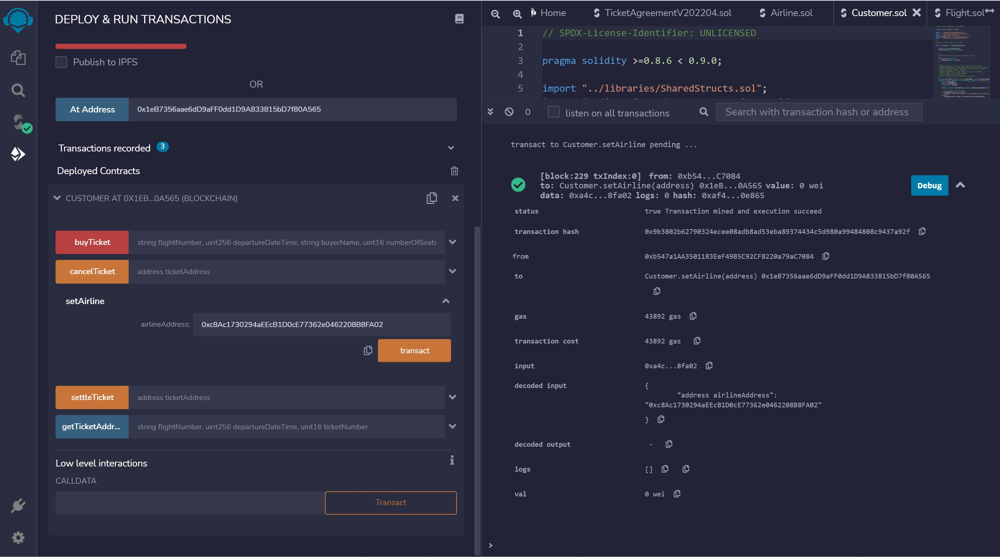 DEPLOY & RUN TRANSACTIONS
Publish to IPFS
OR
At Address
0x1eB7356aae6dD9aFF0dd1D9A833815bD7f80A565
Transactions recorded 3
Deployed Contracts
CUSTOMER AT 0X1EB...0A565 (BLOCKCHAIN)
buyTicket
string flightNumber, uint256 departureDateTime, string buyerName, uint16 numberOfSeats
cancelTicket
address ticketAddress
setAirline
airlineAddress: 0xc8Ac1730294aEEcB1D0cE77362e0462208B8FA02
transact
settleTicket
address ticketAddress
getTicketAddr...
string flightNumber, uint256 departureDateTime, uint16 ticketNumber
Low level interactions
CALLDATA
Transact
Home
TicketAgreementV202204.sol
Airline.sol
Customer.sol
Flight.sol
1 // SPDX-License-Identifier: UNLICENSED
2
3 pragma solidity >=0.8.6 < 0.9.0;
4
5 import "../libraries/SharedStructs.sol";
0
listen on all transactions
Search with transaction hash or address
transact to Customer.setAirline pending ...
[block:229 txIndex:0] from: 0xb54...C7084
to: Customer.setAirline(address) 0x1eB...0A565 value: 0 wei
data: 0xa4c...8fa02 logs: 0 hash: 0xaf4...0e865
Debug
status true Transaction mined and execution succeed
transaction hash 0x9b3802b62790324ecee08adb8ad53eba89374434c5d980a99484808c9437a92f
from 0xb547a1AA3501183EeF49B5C92CF8220a79aC7084
to Customer.setAirline(address) 0x1eB7356aae6dD9aFF0dd1D9A833815bD7f80A565
gas 43892 gas
transaction cost 43892 gas
input 0xa4c...8fa02
decoded input {
"address airlineAddress":
"0xc8Ac1730294aEEcB1D0cE77362e0462208B8FA02"
}
decoded output -
logs []
val 0 wei
>